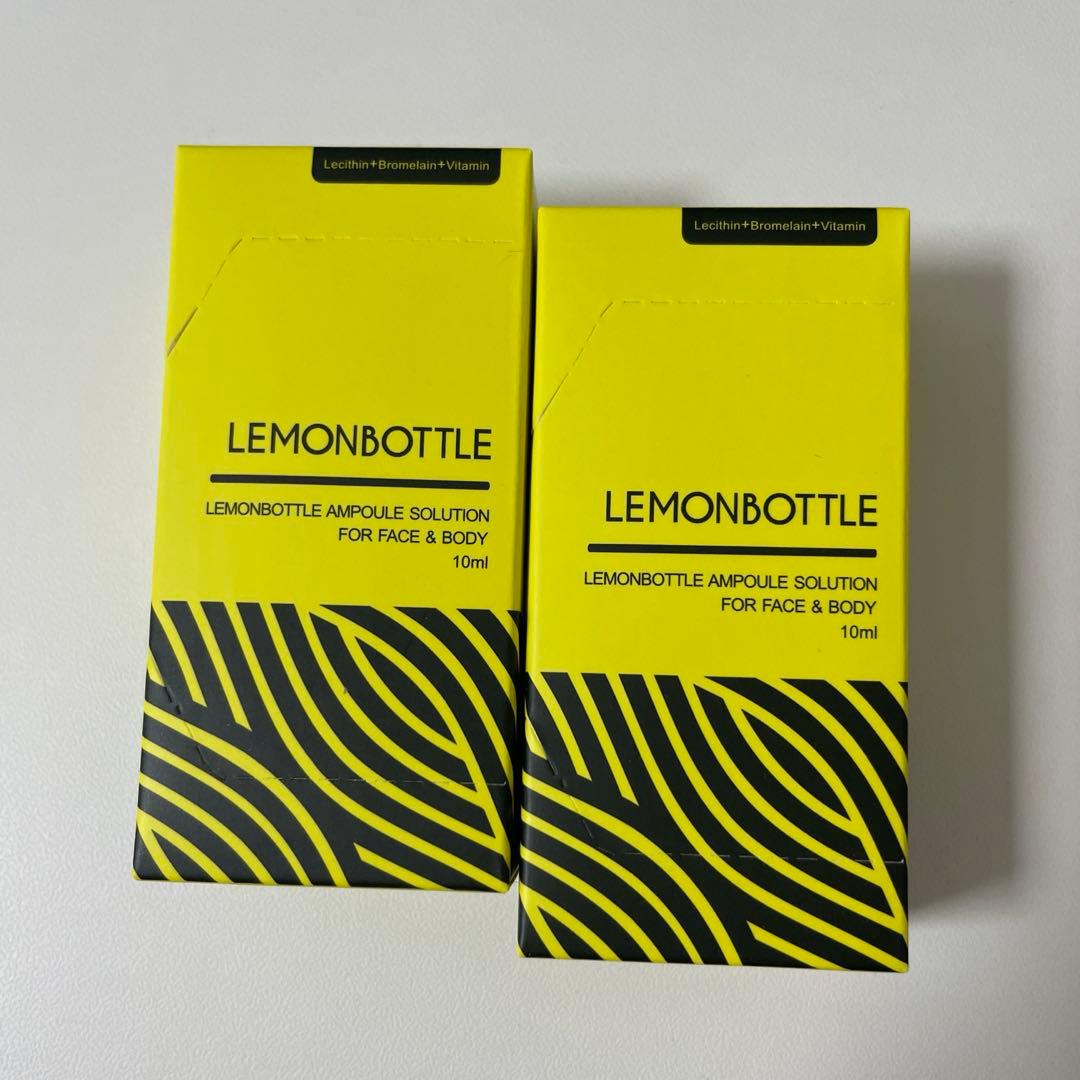 Lecithin+Bromelain+Vitamin
LEMONBOTTLE
LEMONBOTTLE AMPOULE SOLUTION
FOR FACE & BODY
10ml
Lecithin+Bromelain+Vitamin
LEMONBOTTLE
LEMONBOTTLE AMPOULE SOLUTION
FOR FACE & BODY
10ml